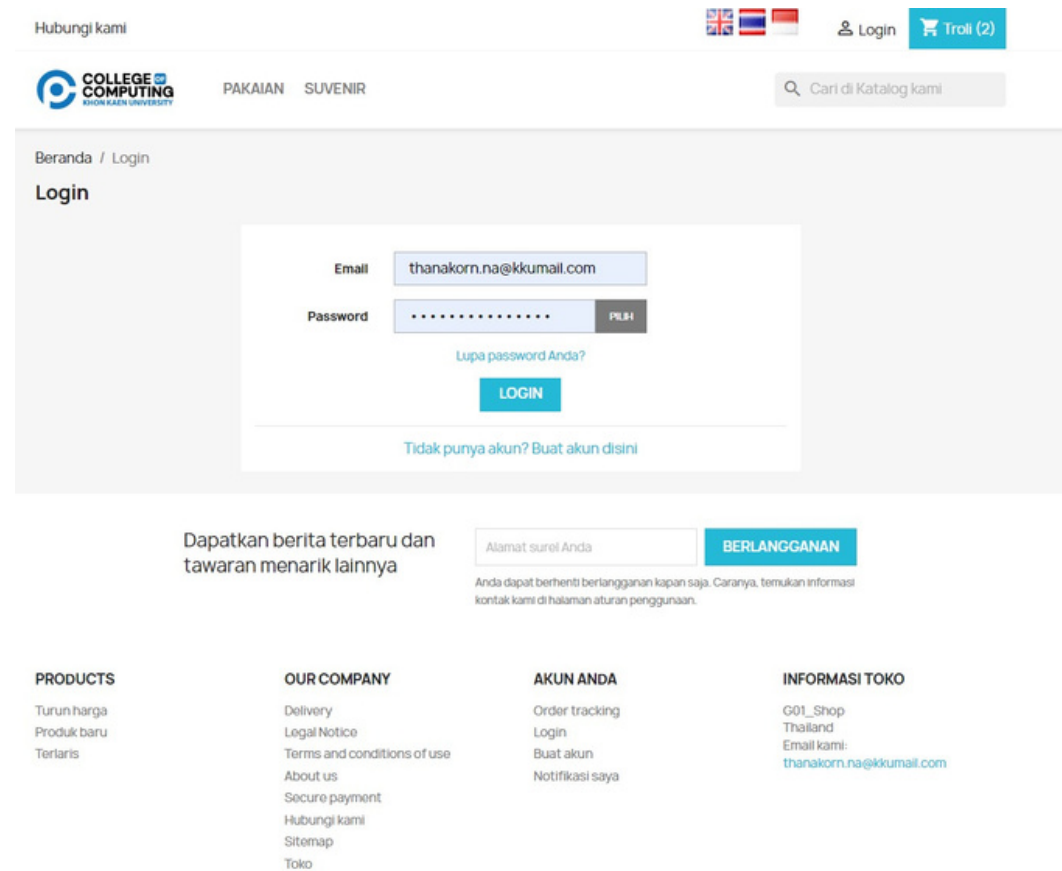 Hubungi kami
Login
Troli (2)
COLLEGE OF
COMPUTING
KHON KAEN UNIVERSITY
PAKAIAN SUVENIR
Cari di Katalog kami
Beranda / Login
Login
Email thanakorn.na@kkumail.com
Password ••••••••••••••• PILIH
Lupa password Anda?
LOGIN
Tidak punya akun? Buat akun disini
Dapatkan berita terbaru dan
tawaran menarik lainnya
Alamat surel Anda
BERLANGGANAN
Anda dapat berhenti berlangganan kapan saja. Caranya, temukan informasi
kontak kami di halaman aturan penggunaan.
PRODUCTS
Turun harga
Produk baru
Terlaris
OUR COMPANY
Delivery
Legal Notice
Terms and conditions of use
About us
Secure payment
Hubungi kami
Sitemap
Toko
AKUN ANDA
Order tracking
Login
Buat akun
Notifikasi saya
INFORMASI TOKO
G01_Shop
Thailand
Email kami:
thanakorn.na@kkumail.com